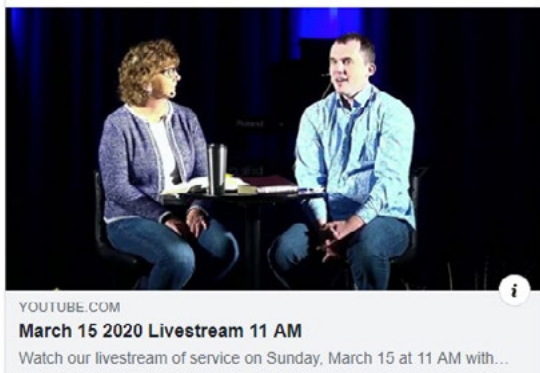 Roland
i
YOUTUBE.COM
March 15 2020 Livestream 11 AM
Watch our livestream of service on Sunday, March 15 at 11 AM with...